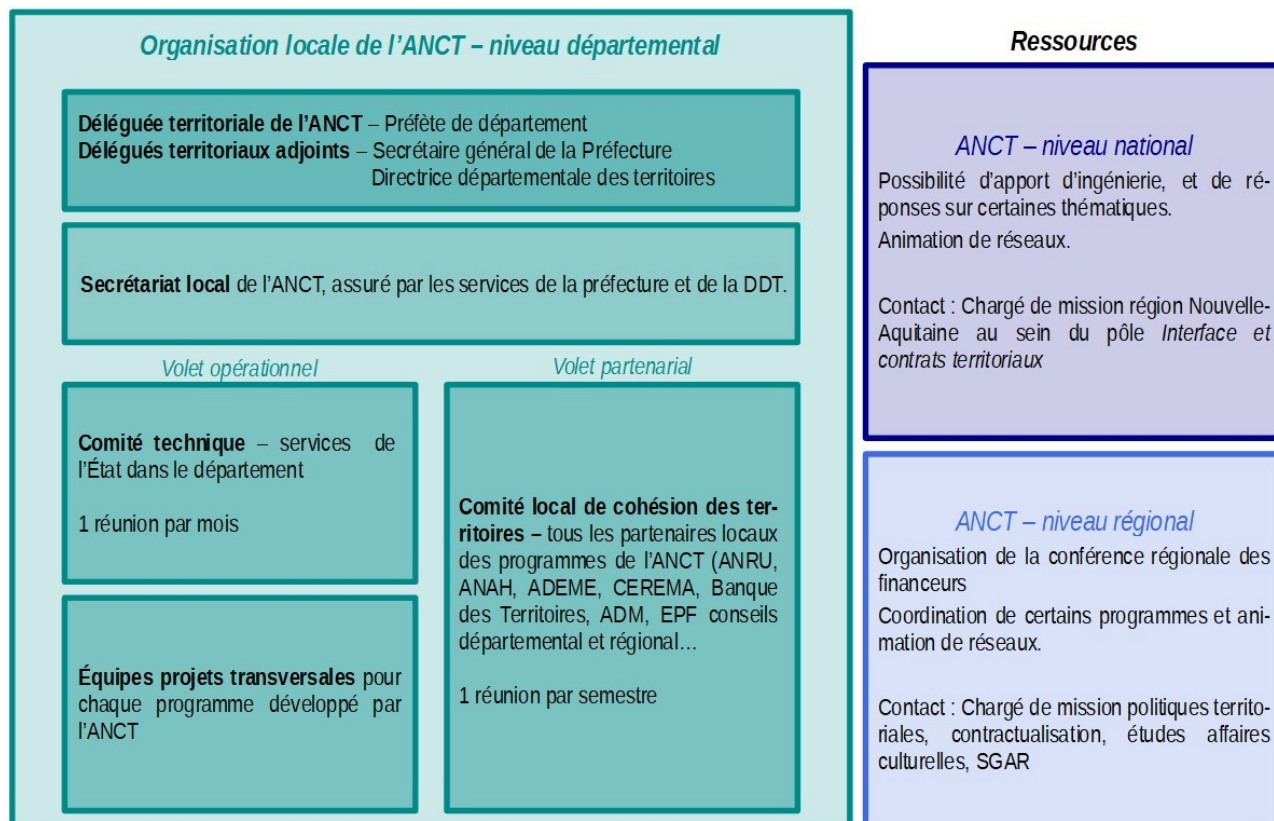 Organisation locale de l'ANCT – niveau départemental
Déléguée territoriale de l'ANCT – Préfète de département
Délégués territoriaux adjoints – Secrétaire général de la Préfecture
Directrice départementale des territoires
Secrétariat local de l'ANCT, assuré par les services de la préfecture et de la DDT.
Volet opérationnel
Comité technique – services de
l'État dans le département
1 réunion par mois
Équipes projets transversales pour
chaque programme développé par
l'ANCT
Volet partenarial
Comité local de cohésion des ter-
ritoires – tous les partenaires locaux
des programmes de l'ANCT (ANRU,
ANAH, ADEME, CEREMA, Banque
des Territoires, ADM, EPF conseils
départemental et régional…
1 réunion par semestre
Ressources
ANCT – niveau national
Possibilité d'apport d'ingénierie, et de ré-
ponses sur certaines thématiques.
Animation de réseaux.
Contact : Chargé de mission région Nouvelle-
Aquitaine au sein du pôle Interface et
contrats territoriaux
ANCT – niveau régional
Organisation de la conférence régionale des
financeurs
Coordination de certains programmes et ani-
mation de réseaux.
Contact : Chargé de mission politiques territo-
riales, contractualisation, études affaires
culturelles, SGAR